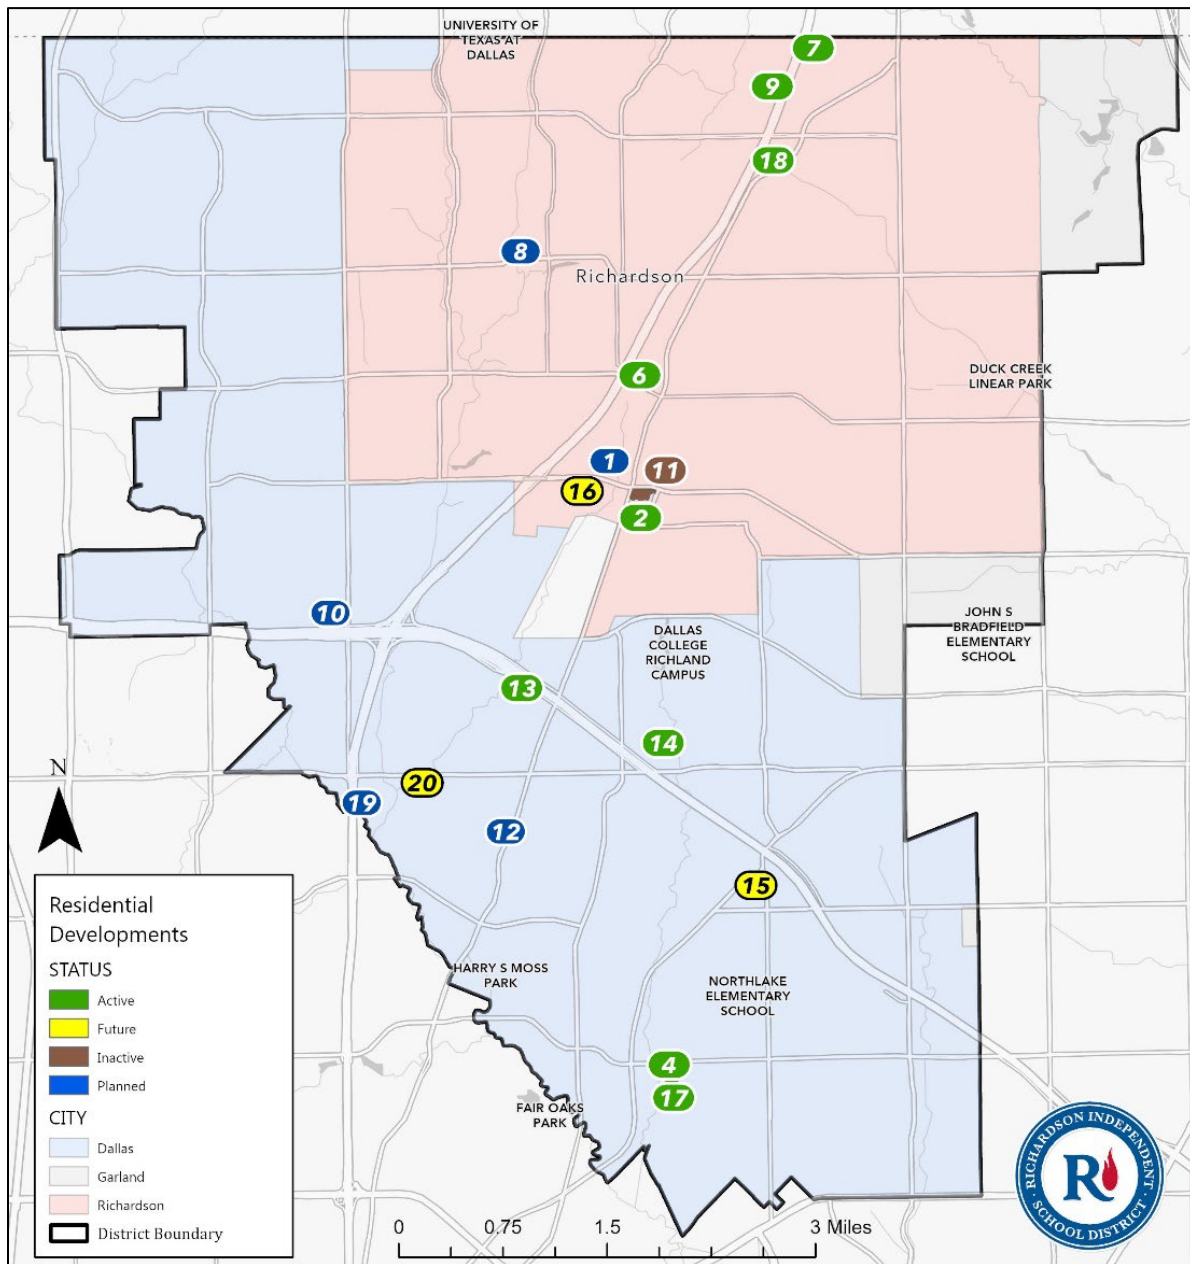 UNIVERSITY OF
TEXAS AT
DALLAS
7
9
18
8
Richardson
6
DUCK CREEK
LINEAR PARK
1
11
16
2
10
JOHN S
BRADFIELD
ELEMENTARY
SCHOOL
DALLAS
COLLEGE
RICHLAND
CAMPUS
13
14
N
20
19
12
15
HARRY S MOSS
PARK
NORTHLAKE
ELEMENTARY
SCHOOL
4
17
FAIR OAKS
PARK
Residential
Developments
STATUS
Active
Future
Inactive
Planned
CITY
Dallas
Garland
Richardson
District Boundary
0 0.75 1.5 3 Miles
RICHARDSON INDEPENDENT
R
SCHOOL DISTRICT